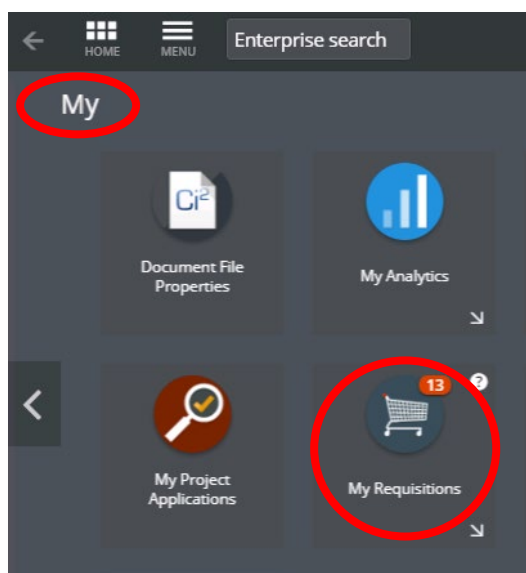 HOME
MENU
Enterprise search
My
Ci²
Document File
Properties
My Analytics
13
?
My Project
Applications
My Requisitions